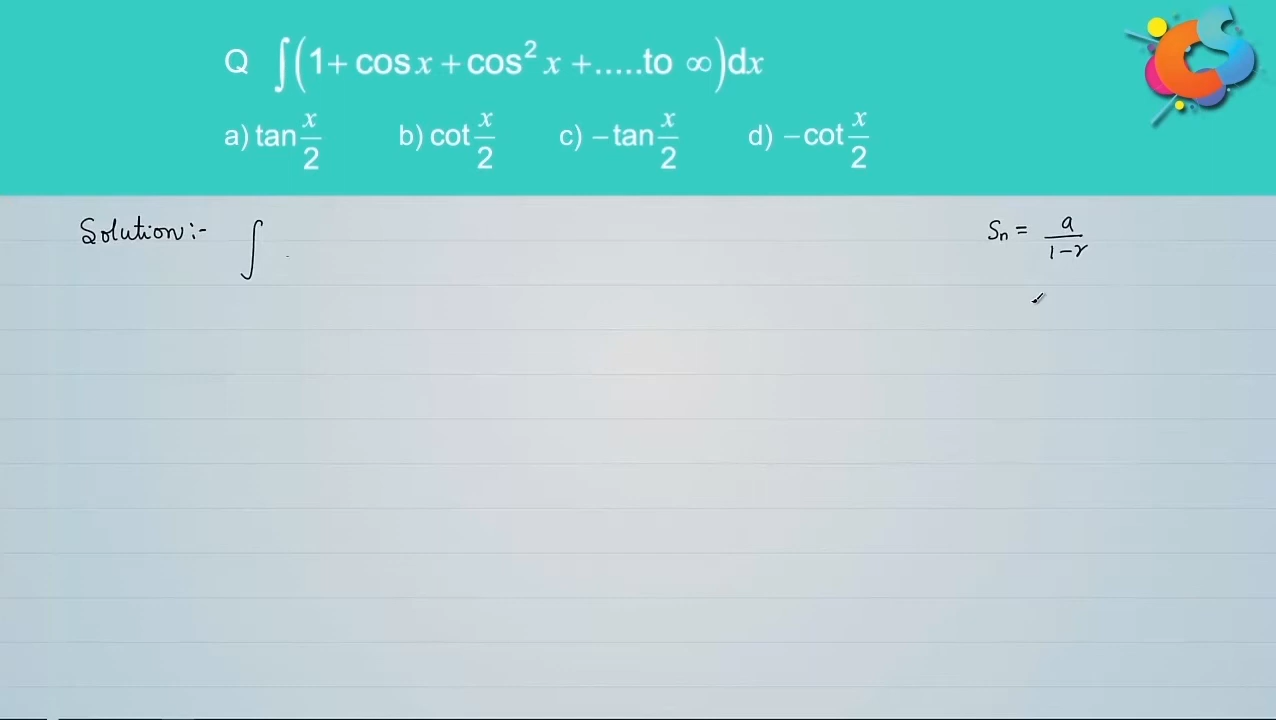 Q ∫(1+ cos x + cos² x +.....to ∞)dx
a) tan x/2 b) cot x/2 c) −tan x/2 d) −cot x/2
Solution:- ∫ Sn = a/1−r